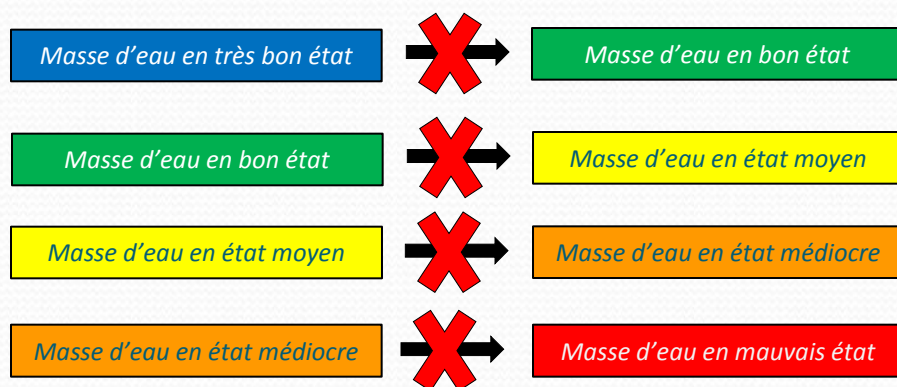 Masse d’eau en très bon état
Masse d’eau en bon état
Masse d’eau en bon état
Masse d’eau en état moyen
Masse d’eau en état moyen
Masse d’eau en état médiocre
Masse d’eau en état médiocre
Masse d’eau en mauvais état